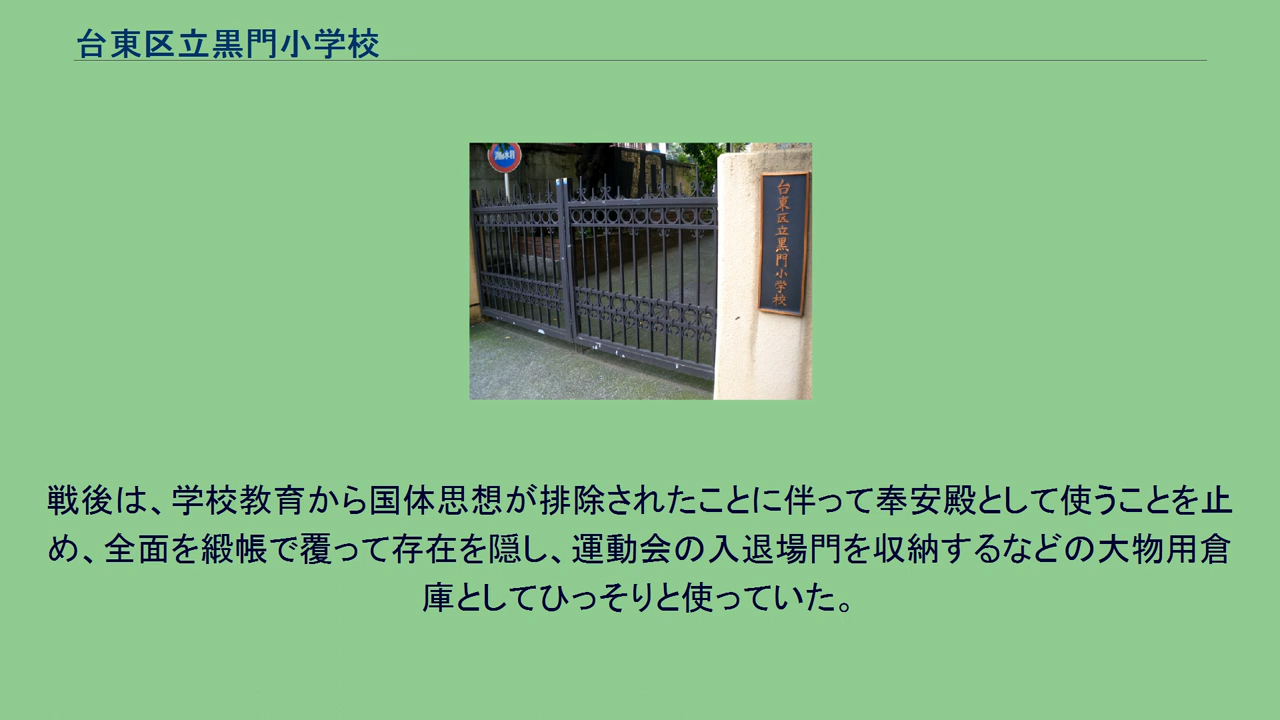 台東区立黒門小学校
台東区立黒門小学校
戦後は、学校教育から国体思想が排除されたことに伴って奉安殿として使うことを止
め、全面を緞帳で覆って存在を隠し、運動会の入退場門を収納するなどの大物用倉
庫としてひっそりと使っていた。